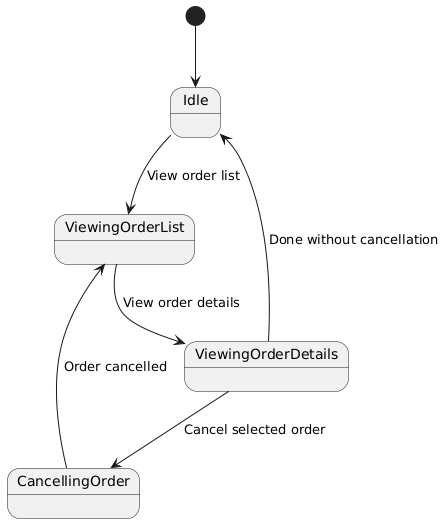 Idle
View order list
ViewingOrderList
Done without cancellation
View order details
ViewingOrderDetails
Order cancelled
Cancel selected order
CancellingOrder